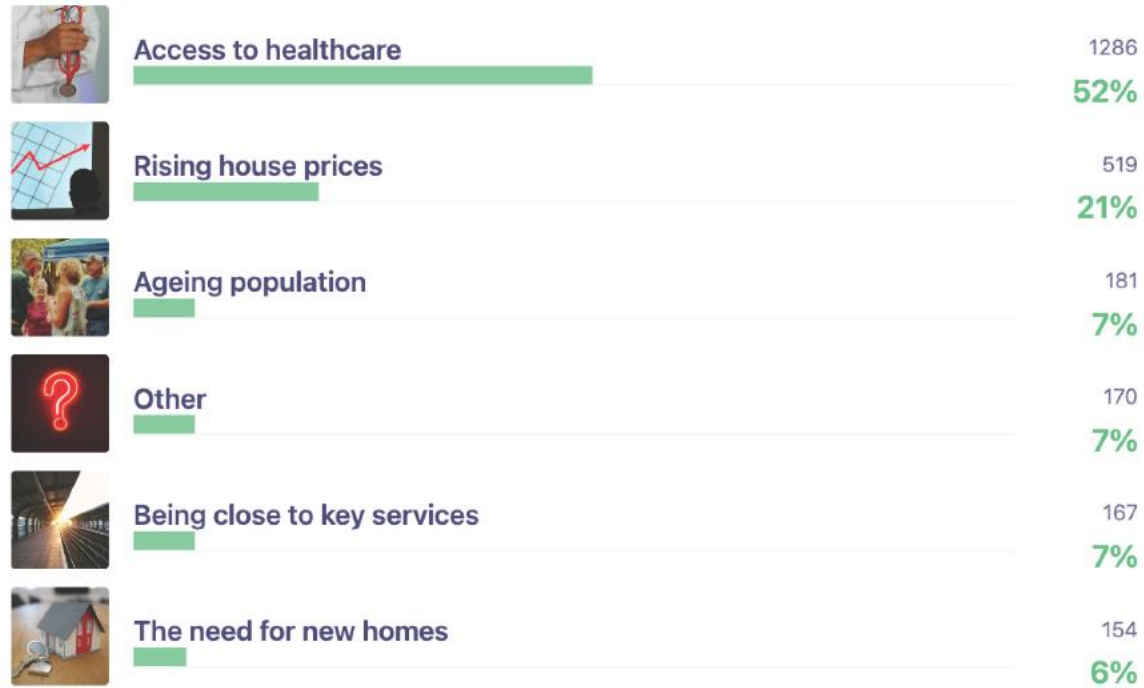 Access to healthcare
1286
52%
Rising house prices
519
21%
Ageing population
181
7%
Other
170
7%
Being close to key services
167
7%
The need for new homes
154
6%